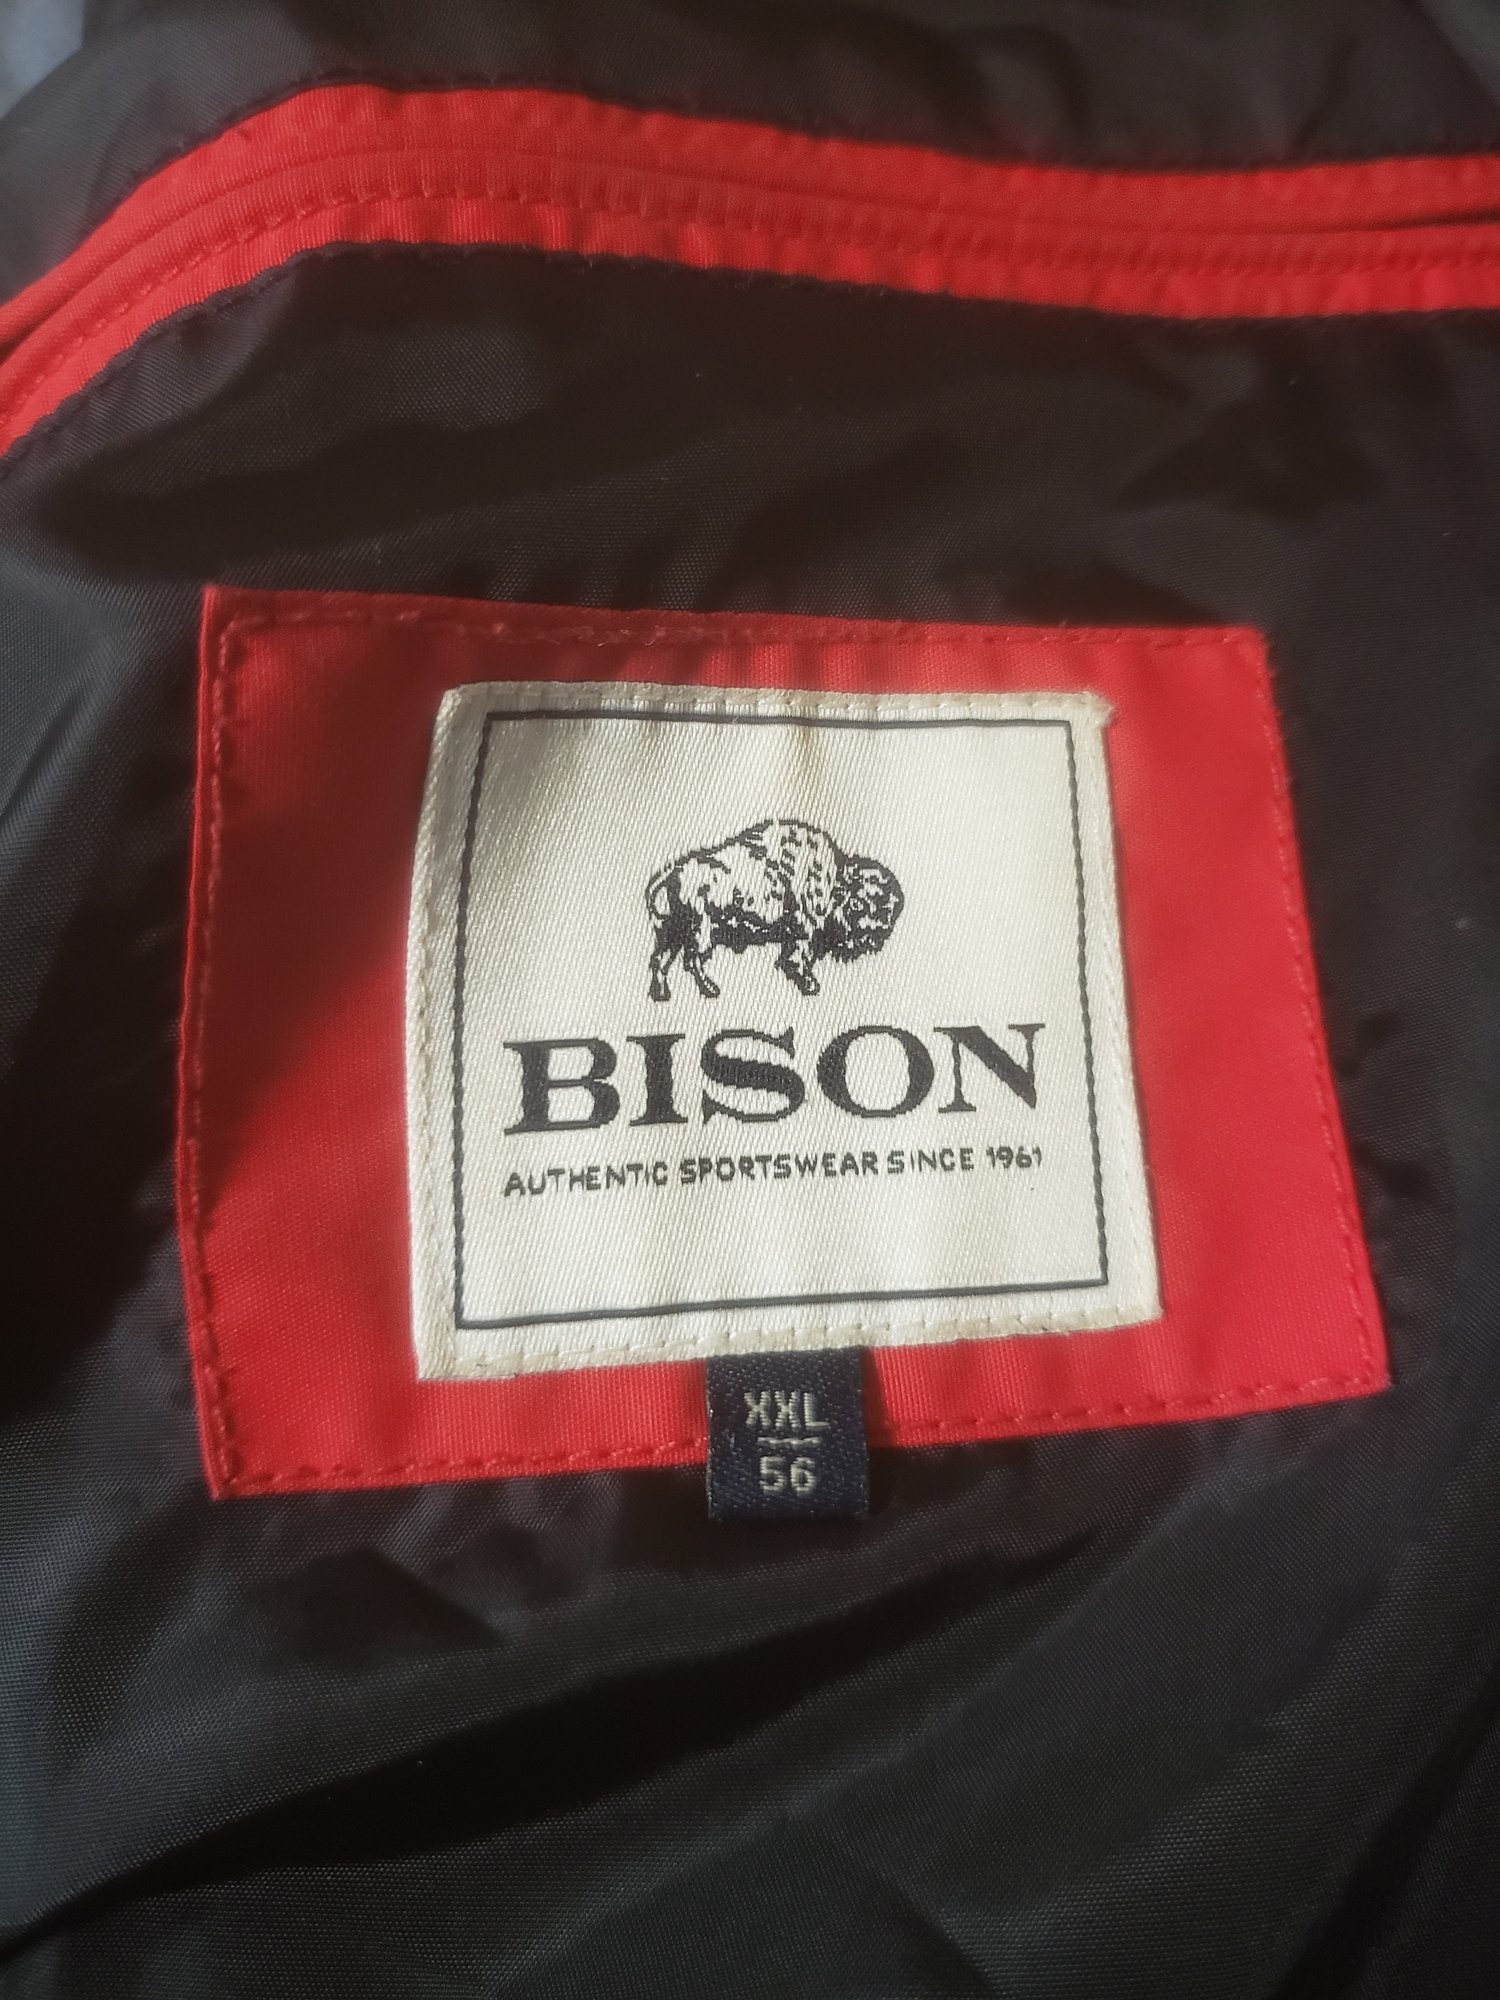 BISON
AUTHENTIC SPORTSWEAR SINCE 1961
XXL
56